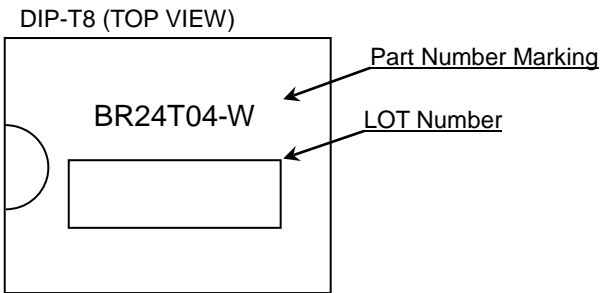 DIP-T8 (TOP VIEW)
Part Number Marking
BR24T04-W
LOT Number